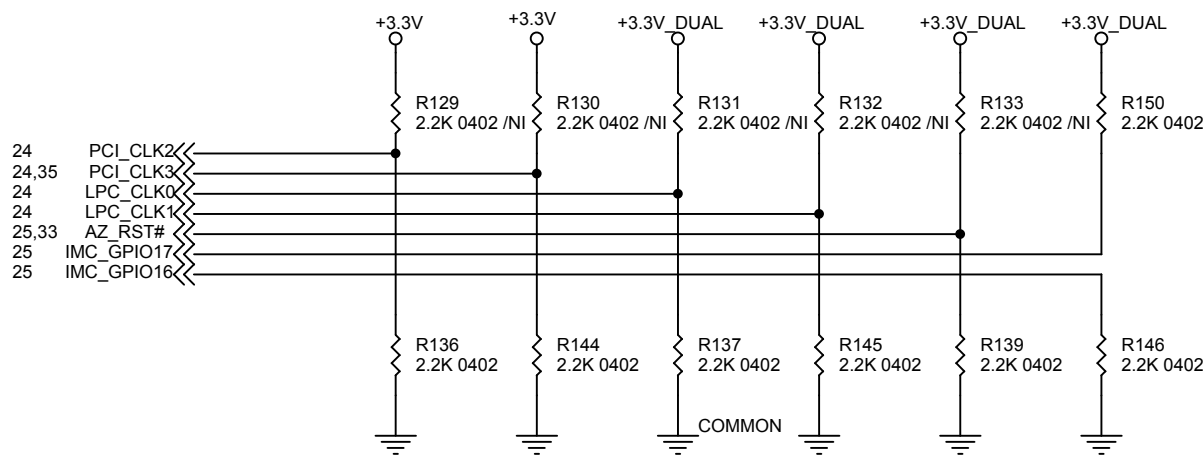 +3.3V +3.3V +3.3V_DUAL +3.3V_DUAL +3.3V_DUAL +3.3V_DUAL
R129 R130 R131 R132 R133 R150
2.2K 0402 /NI 2.2K 0402 /NI 2.2K 0402 /NI 2.2K 0402 /NI 2.2K 0402 /NI 2.2K 0402
24 PCI_CLK2
24,35 PCI_CLK3
24 LPC_CLK0
24 LPC_CLK1
25,33 AZ_RST#
25 IMC_GPIO17
25 IMC_GPIO16
R136 R144 R137 R145 R139 R146
2.2K 0402 2.2K 0402 2.2K 0402 2.2K 0402 2.2K 0402 2.2K 0402
COMMON